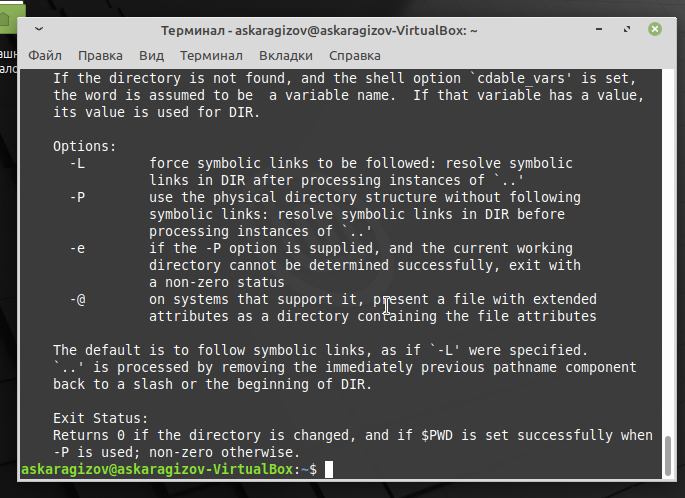 Терминал - askaragizov@askaragizov-VirtualBox: ~
Файл Правка Вид Терминал Вкладки Справка
If the directory is not found, and the shell option `cdable_vars' is set,
the word is assumed to be  a variable name.  If that variable has a value,
its value is used for DIR.
Options:
-L        force symbolic links to be followed: resolve symbolic
links in DIR after processing instances of `..'
-P        use the physical directory structure without following
symbolic links: resolve symbolic links in DIR before
processing instances of `..'
-e        if the -P option is supplied, and the current working
directory cannot be determined successfully, exit with
a non-zero status
-@        on systems that support it, present a file with extended
attributes as a directory containing the file attributes
The default is to follow symbolic links, as if `-L' were specified.
`..' is processed by removing the immediately previous pathname component
back to a slash or the beginning of DIR.
Exit Status:
Returns 0 if the directory is changed, and if $PWD is set successfully when
-P is used; non-zero otherwise.
askaragizov@askaragizov-VirtualBox:~$